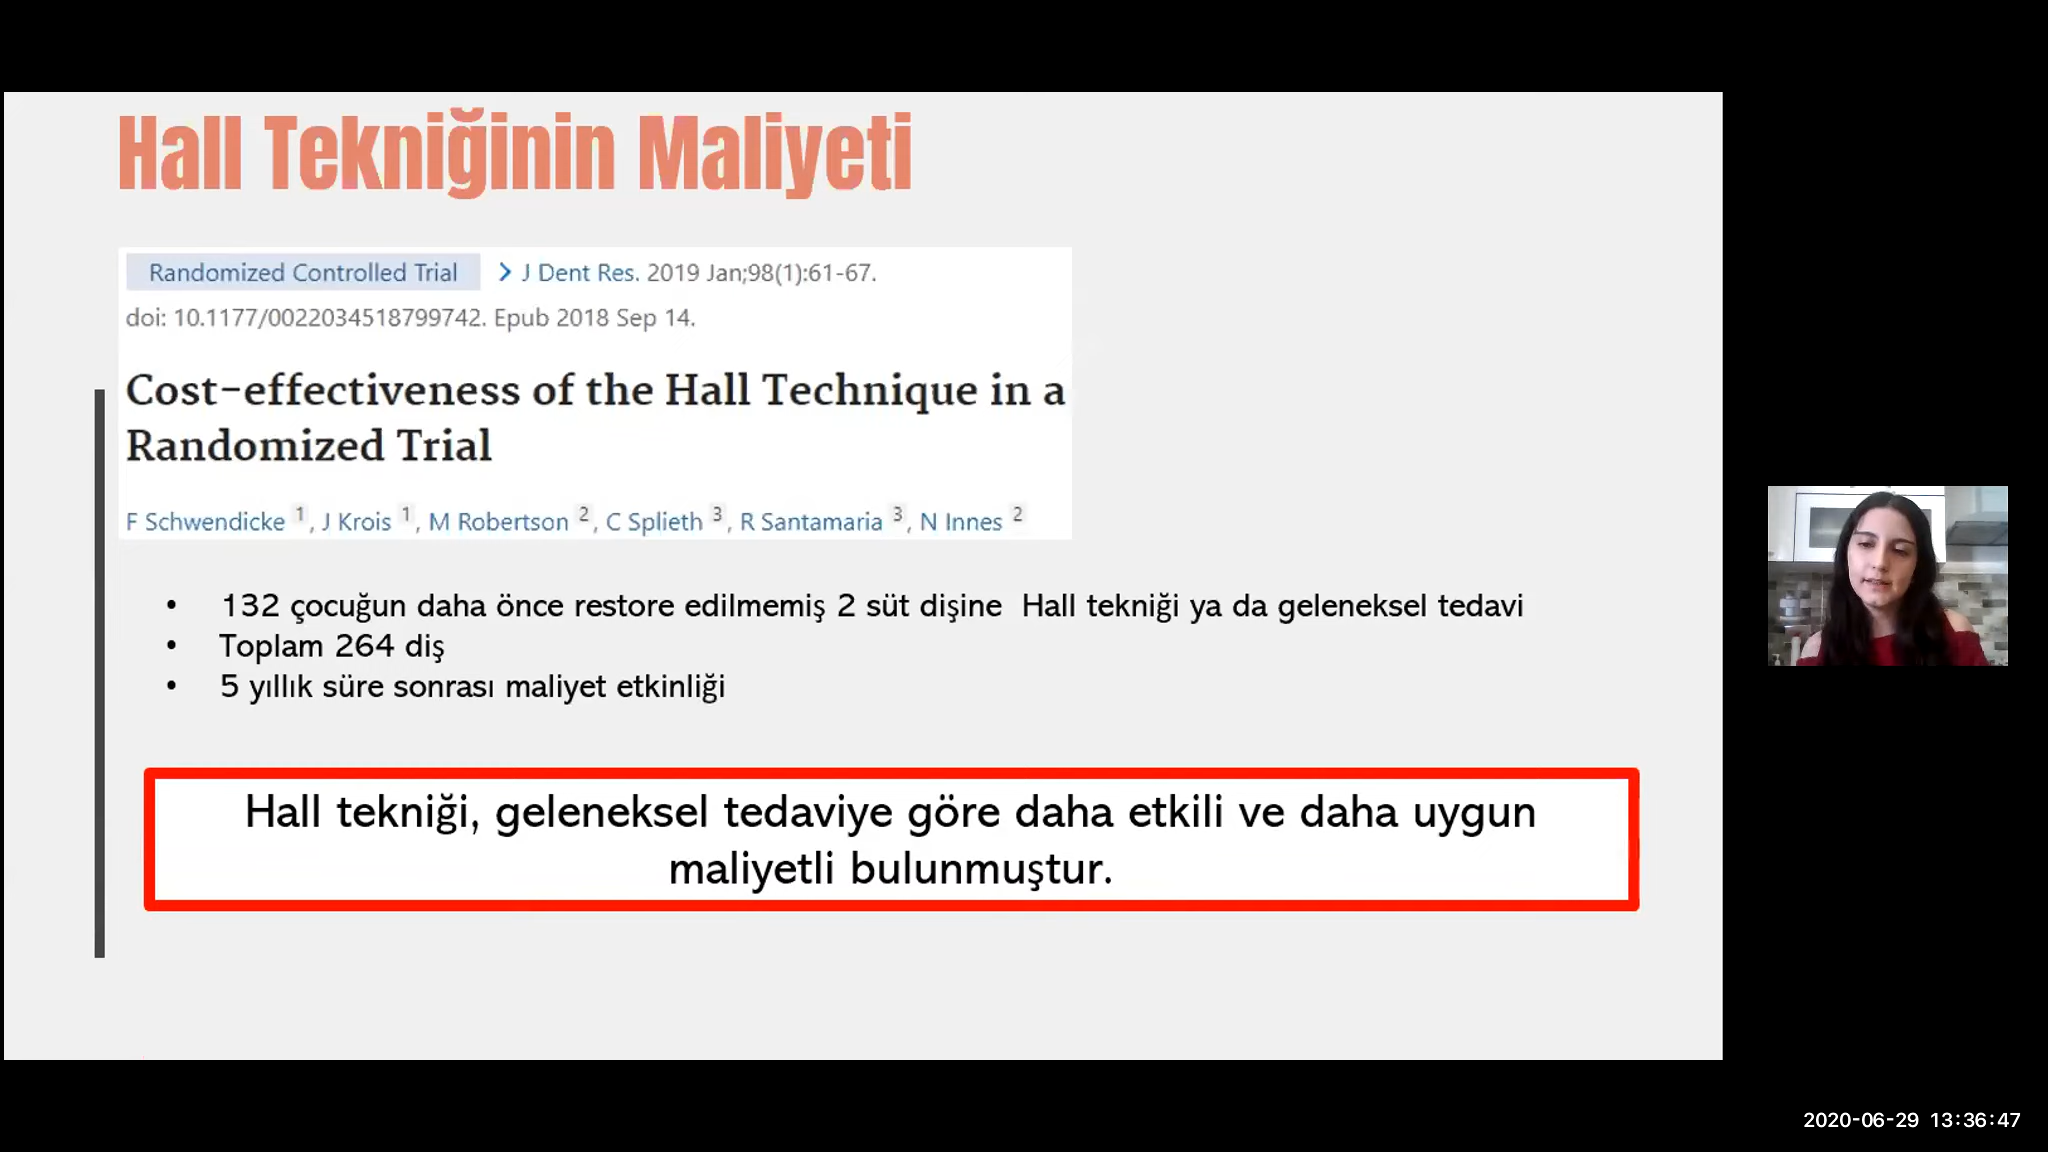 Hall Tekniğinin Maliyeti
Randomized Controlled Trial > J Dent Res. 2019 Jan;98(1):61-67.
doi: 10.1177/0022034518799742. Epub 2018 Sep 14.
Cost-effectiveness of the Hall Technique in a
Randomized Trial
F Schwendicke 1, J Krois 1, M Robertson 2, C Splieth 3, R Santamaria 3, N Innes 2
• 132 çocuğun daha önce restore edilmemiş 2 süt dişine Hall tekniği ya da geleneksel tedavi
• Toplam 264 diş
• 5 yıllık süre sonrası maliyet etkinliği
Hall tekniği, geleneksel tedaviye göre daha etkili ve daha uygun
maliyetli bulunmuştur.
2020-06-29 13:36:47